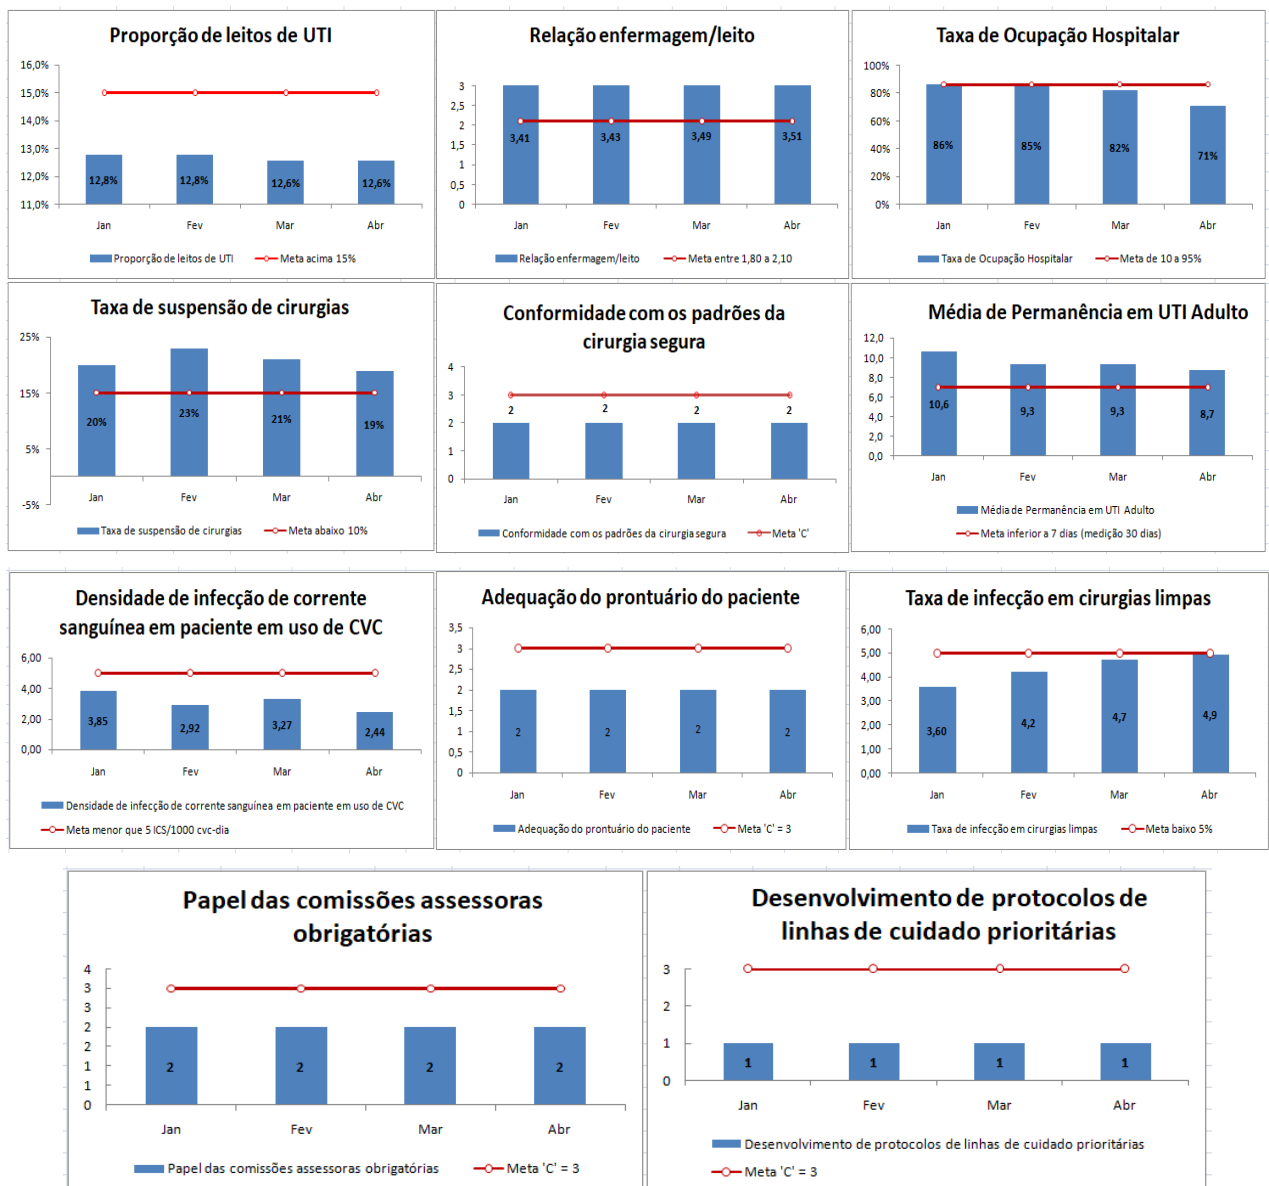 Proporção de leitos de UTI
16,0%
15,0%
14,0%
13,0%
12,0%
11,0%
12,8%
12,8%
12,6%
12,6%
Jan
Fev
Mar
Abr
Proporção de leitos de UTI
Meta acima 15%
Relação enfermagem/leito
3
2,5
2
1,5
1
0,5
0
3,41
3,43
3,49
3,51
Jan
Fev
Mar
Abr
Relação enfermagem/leito
Meta entre 1,80 a 2,10
Taxa de Ocupação Hospitalar
100%
80%
60%
40%
20%
0%
86%
85%
82%
71%
Jan
Fev
Mar
Abr
Taxa de Ocupação Hospitalar
Meta de 10 a 95%
Taxa de suspensão de cirurgias
25%
15%
5%
-5%
20%
23%
21%
19%
Jan
Fev
Mar
Abr
Taxa de suspensão de cirurgias
Meta abaixo 10%
Conformidade com os padrões da
cirurgia segura
4
3
2
1
0
2
2
2
2
Jan
Fev
Mar
Abr
Conformidade com os padrões da cirurgia segura
Meta 'C'
Média de Permanência em UTI Adulto
12,0
10,0
8,0
6,0
4,0
2,0
0,0
10,6
9,3
9,3
8,7
Jan
Fev
Mar
Abr
Média de Permanência em UTI Adulto
Meta inferior a 7 dias (medição 30 dias)
Densidade de infecção de corrente
sanguínea em paciente em uso de CVC
6,00
4,00
2,00
0,00
3,85
2,92
3,27
2,44
Jan
Fev
Mar
Abr
Densidade de infecção de corrente sanguínea em paciente em uso de CVC
Meta menor que 5 ICS/1000 cvc-dia
Adequação do prontuário do paciente
3,5
3
2,5
2
1,5
1
0,5
0
2
2
2
2
Jan
Fev
Mar
Abr
Adequação do prontuário do paciente
Meta 'C' = 3
Taxa de infecção em cirurgias limpas
6,00
5,00
4,00
3,00
2,00
1,00
0,00
3,60
4,2
4,7
4,9
Jan
Fev
Mar
Abr
Taxa de infecção em cirurgias limpas
Meta baixo 5%
Papel das comissões assessoras
obrigatórias
4
3
3
2
2
1
1
0
2
2
2
2
Jan
Fev
Mar
Abr
Papel das comissões assessoras obrigatórias
Meta 'C' = 3
Desenvolvimento de protocolos de
linhas de cuidado prioritárias
3
2
1
0
1
1
1
1
Jan
Fev
Mar
Abr
Desenvolvimento de protocolos de linhas de cuidado prioritárias
Meta 'C' = 3